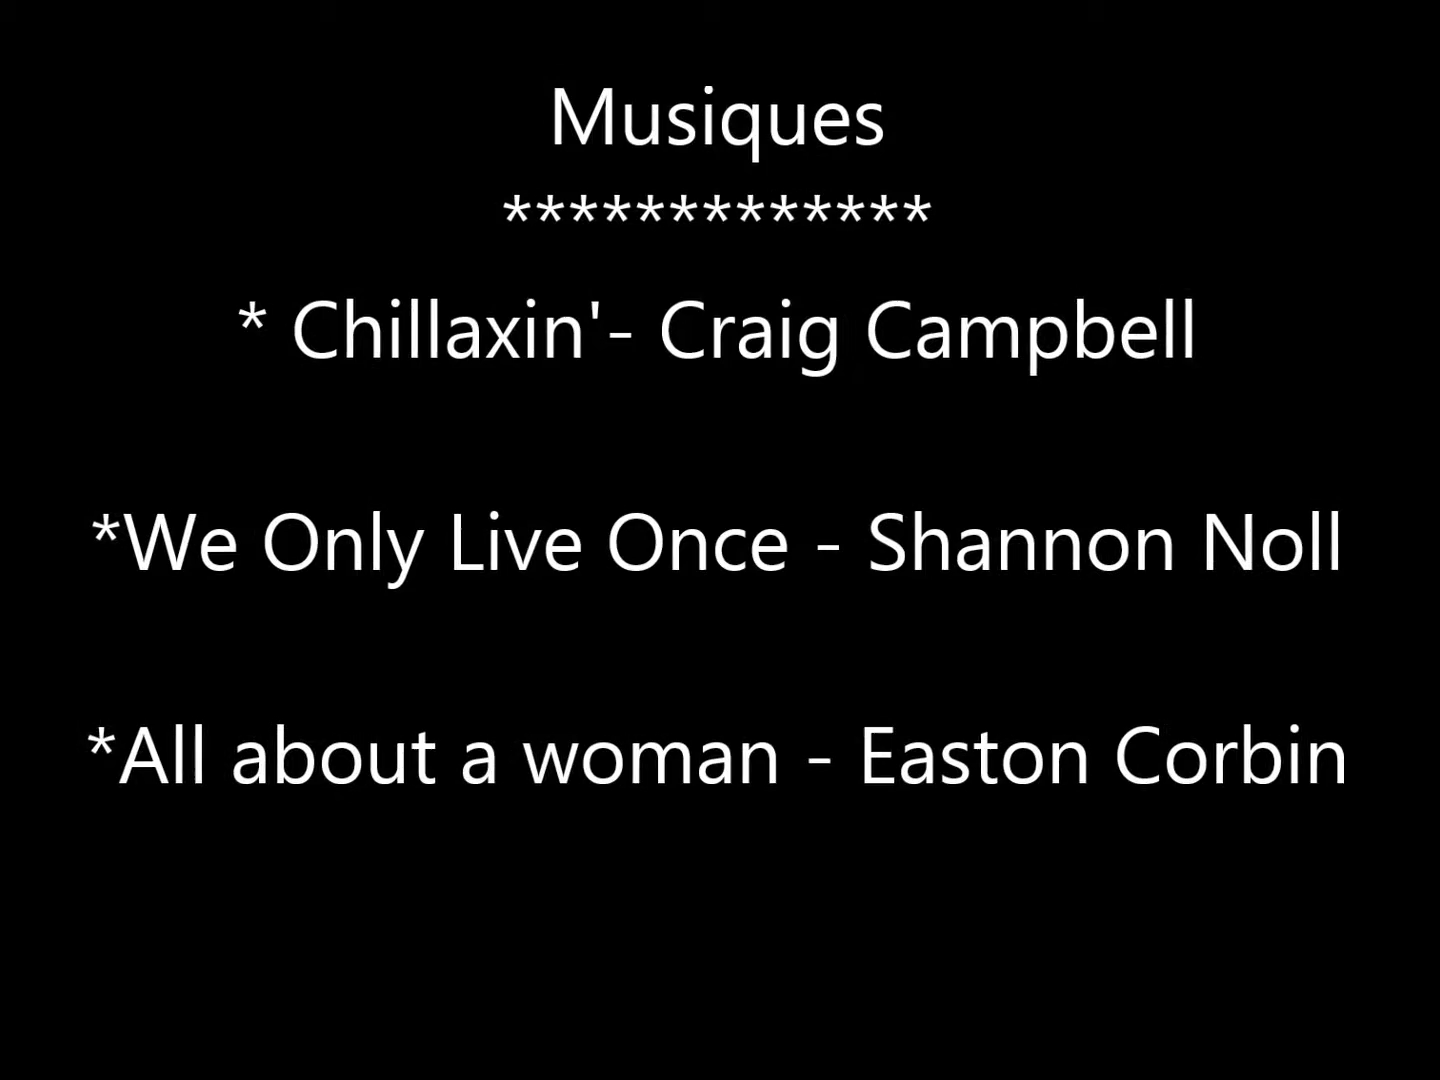 Musiques
*************
* Chillaxin'- Craig Campbell
*We Only Live Once - Shannon Noll
*All about a woman - Easton Corbin